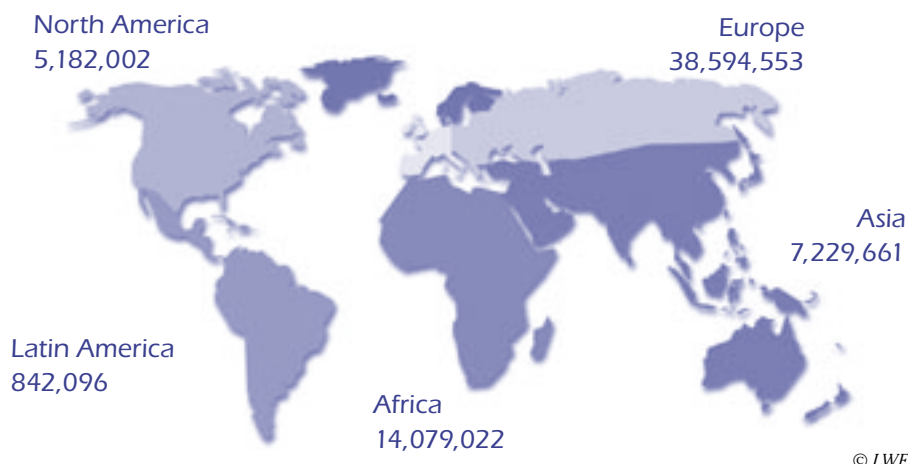 North America
5,182,002
Europe
38,594,553
Asia
7,229,661
Latin America
842,096
Africa
14,079,022
© LWF